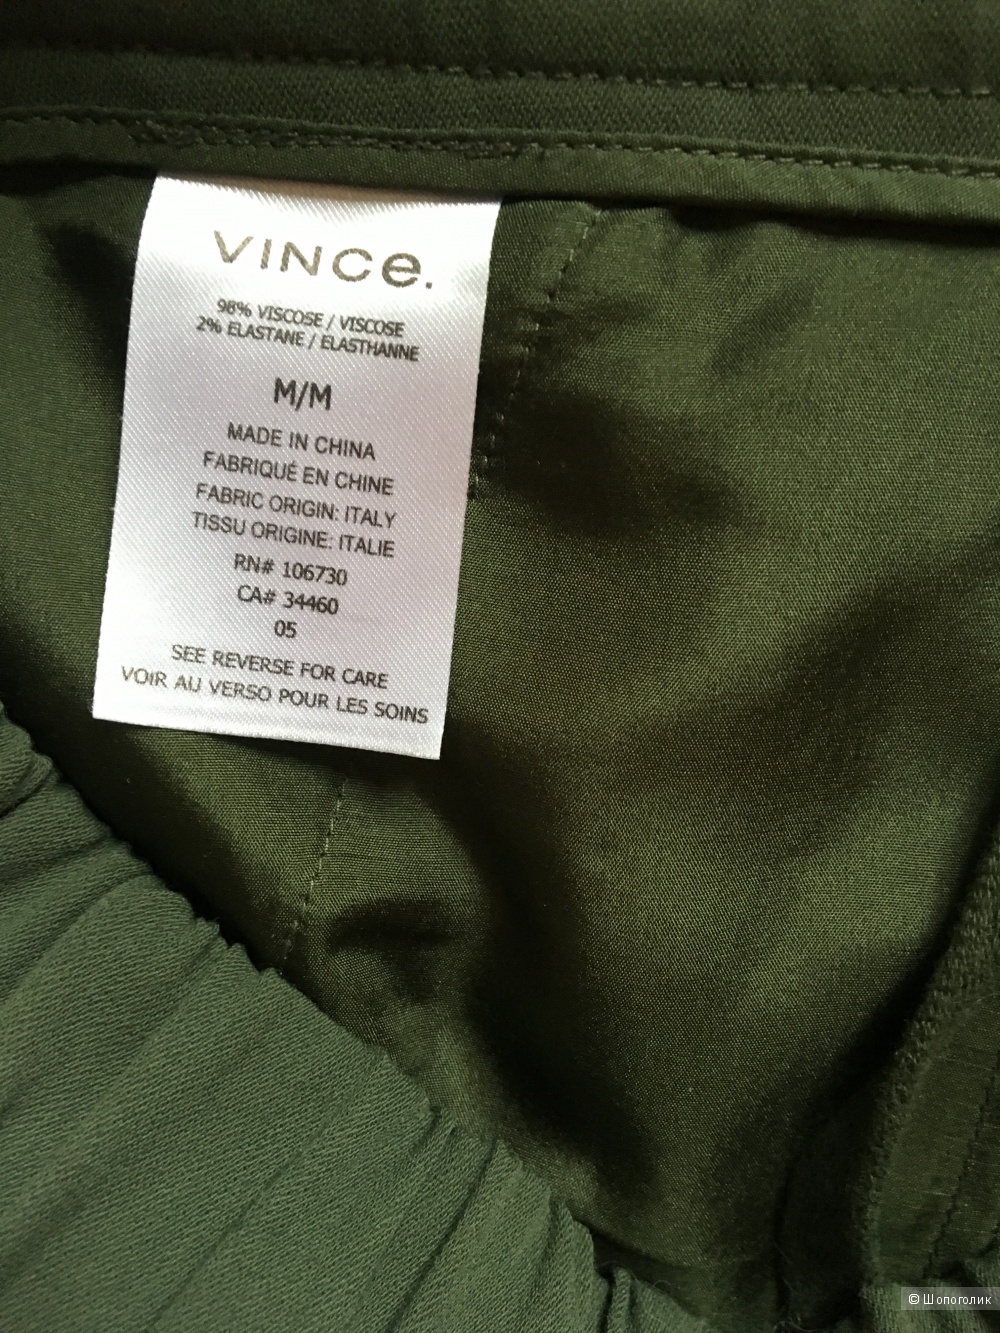 VINCe.
98% VISCOSE / VISCOSE
2% ELASTANE / ELASTHANNE
M/M
MADE IN CHINA
FABRIQUÉ EN CHINE
FABRIC ORIGIN: ITALY
TISSU ORIGINE: ITALIE
RN# 106730
CA# 34460
05
SEE REVERSE FOR CARE
VOIR AU VERSO POUR LES SOINS
© Шопоголик